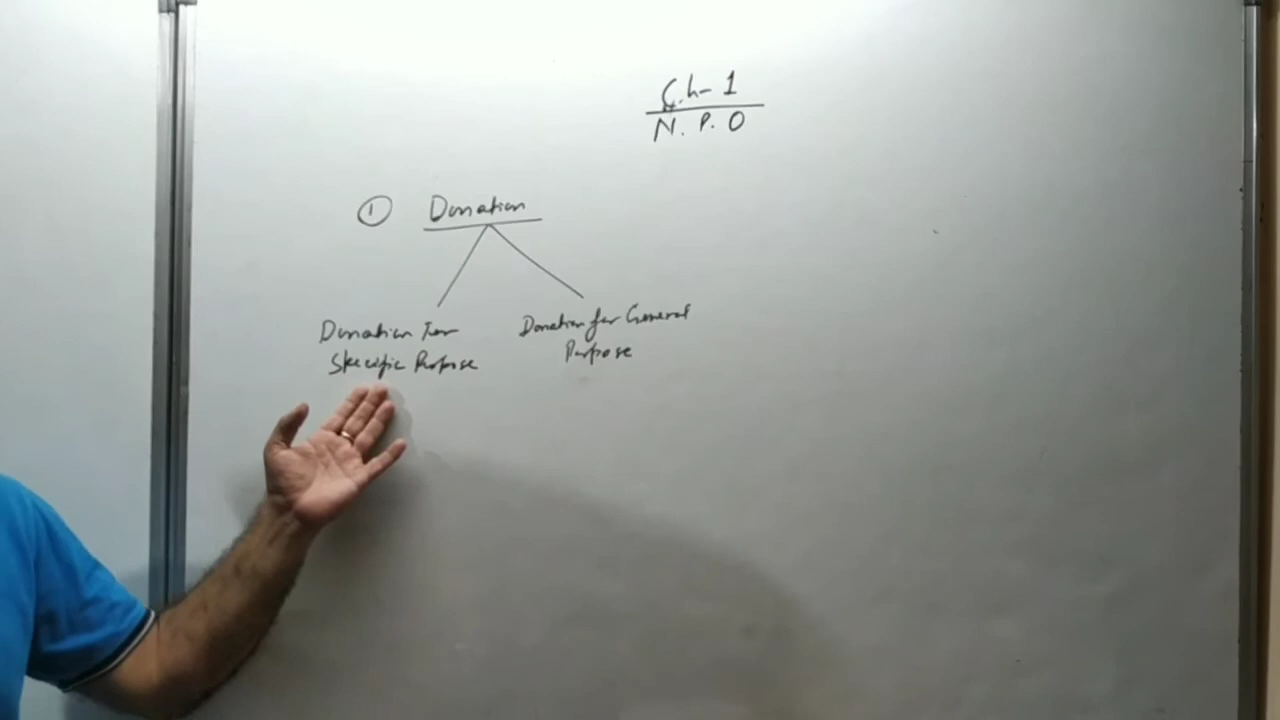 Ch-1
N.P.O
① Donation
Donation For
Specific Purpose
Donation for General
Purpose